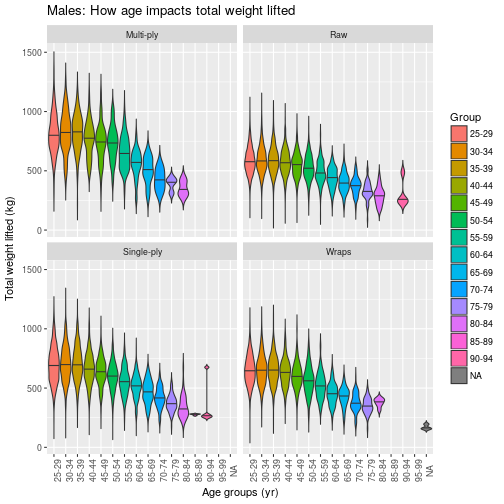 Males: How age impacts total weight lifted
Multi-ply
Raw
1500
1000
500
0
Single-ply
Wraps
1500
1000
500
0
25-29 30-34 35-39 40-44 45-49 50-54 55-59 60-64 65-69 70-74 75-79 80-84 85-89 90-94 NA
25-29 30-34 35-39 40-44 45-49 50-54 55-59 60-64 65-69 70-74 75-79 80-84 85-89 90-94 NA
Age groups (yr)
Total weight lifted (kg)
Group
25-29
30-34
35-39
40-44
45-49
50-54
55-59
60-64
65-69
70-74
75-79
80-84
85-89
90-94
NA